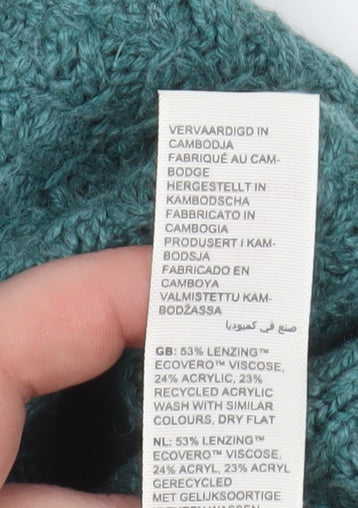 VERVAARDIGD IN
CAMBODJA
FABRIQUÉ AU CAM-
BODGE
HERGESTELLT IN
KAMBODSCHA
FABBRICATO IN
CAMBOGIA
PRODUSERT I KAM-
BODSJA
FABRICADO EN
CAMBOYA
VALMISTETTU KAM-
BODŽASSA
صنع في كمبوديا
GB: 53% LENZING™
ECOVERO™ VISCOSE,
24% ACRYLIC, 23%
RECYCLED ACRYLIC
WASH WITH SIMILAR
COLOURS, DRY FLAT
NL: 53% LENZING™
ECOVERO™ VISCOSE,
24% ACRYL, 23% ACRYL
GERECYCLED
MET GELIJKSOORTIGE